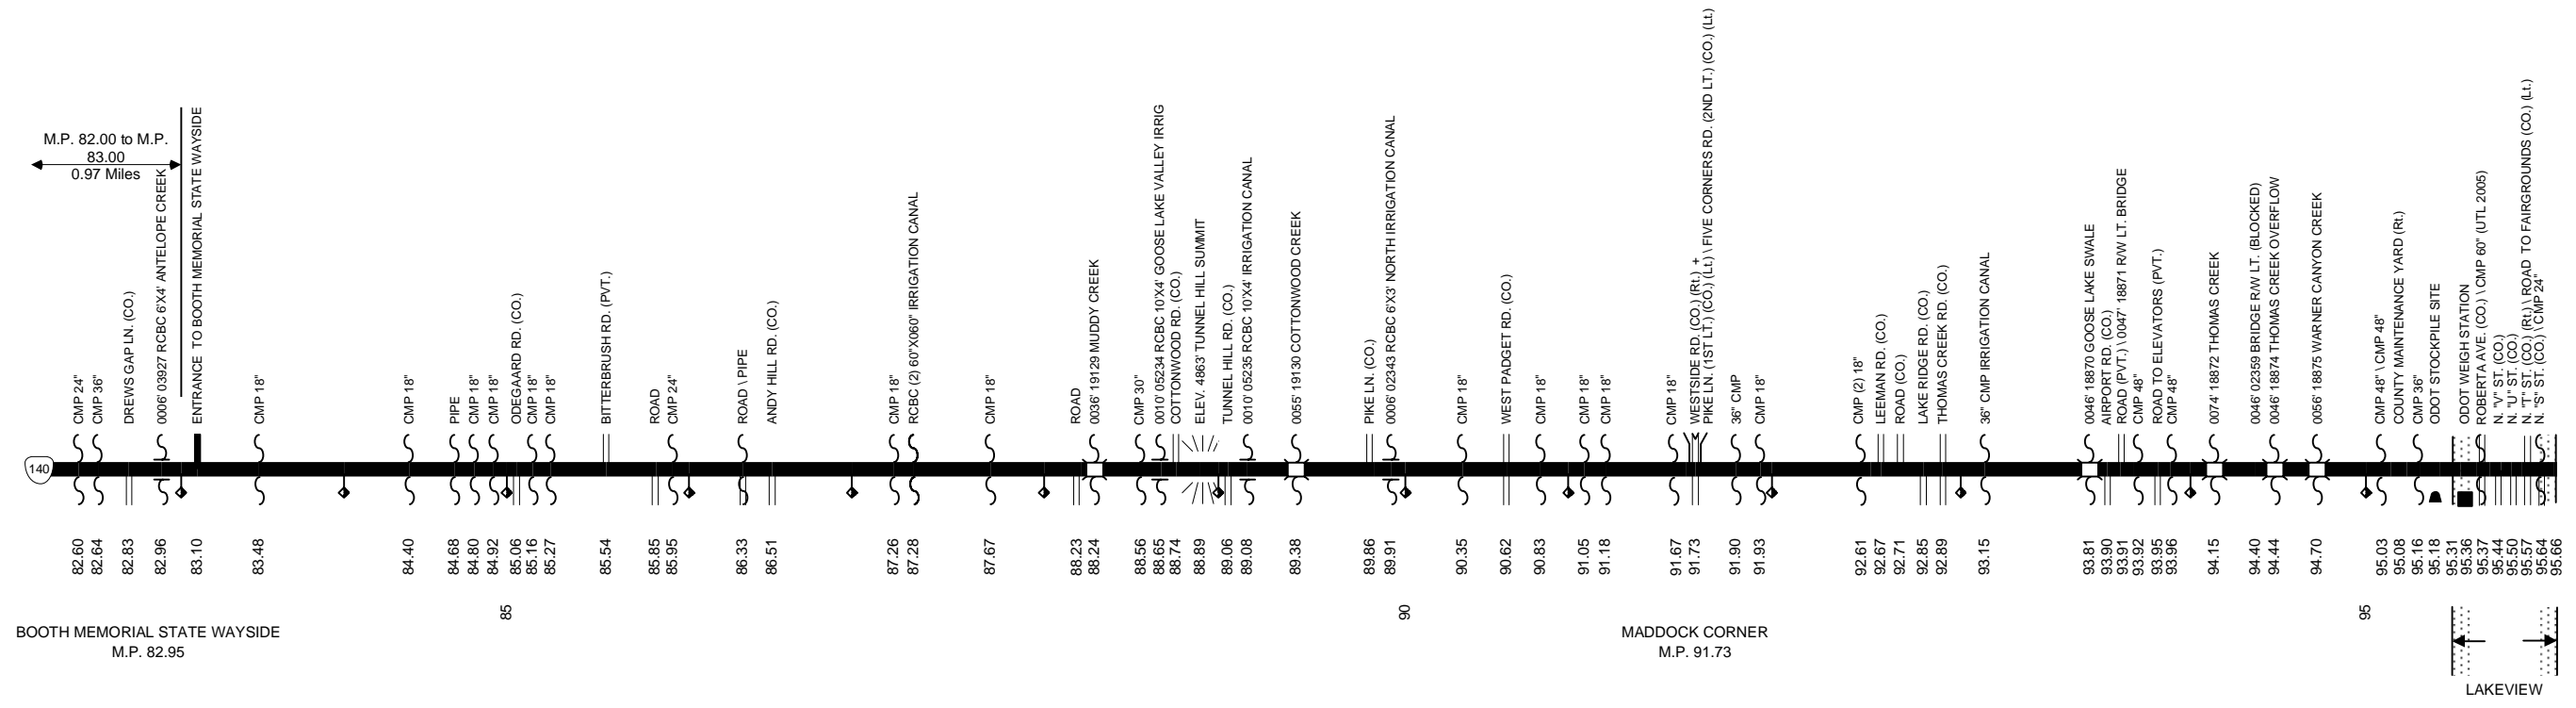 M.P. 82.00 to M.P.
83.00
0.97 Miles
140
CMP 24"
CMP 36"
DREWS GAP LN. (CO.)
0006' 03927 RCBC 6'X4' ANTELOPE CREEK
ENTRANCE TO BOOTH MEMORIAL STATE WAYSIDE
CMP 18"
CMP 18"
PIPE
CMP 18"
CMP 18"
ODEGAARD RD. (CO.)
CMP 18"
CMP 18"
BITTERBRUSH RD. (PVT.)
ROAD
CMP 24"
ROAD \ PIPE
ANDY HILL RD. (CO.)
CMP 18"
RCBC (2) 60"X060" IRRIGATION CANAL
CMP 18"
ROAD
0036' 19129 MUDDY CREEK
CMP 30"
0010' 05234 RCBC 10'X4' GOOSE LAKE VALLEY IRRIG
COTTONWOOD RD. (CO.)
ELEV. 4863' TUNNEL HILL SUMMIT
TUNNEL HILL RD. (CO.)
0010' 05235 RCBC 10'X4' IRRIGATION CANAL
0055' 19130 COTTONWOOD CREEK
PIKE LN. (CO.)
0006' 02343 RCBC 6'X3' NORTH IRRIGATION CANAL
CMP 18"
WEST PADGET RD. (CO.)
CMP 18"
CMP 18"
CMP 18"
CMP 18"
WESTSIDE RD. (CO.) (Rt.) +
PIKE LN. (1ST LT.) (CO.) (Lt.) \ FIVE CORNERS RD. (2ND LT.) (CO.) (Lt.)
36" CMP
CMP 18"
CMP (2) 18"
LEEMAN RD. (CO.)
ROAD (CO.)
LAKE RIDGE RD. (CO.)
THOMAS CREEK RD. (CO.)
36" CMP IRRIGATION CANAL
0046' 18870 GOOSE LAKE SWALE
AIRPORT RD. (CO.)
ROAD (PVT.) \ 0047' 18871 R/W LT. BRIDGE
CMP 48"
ROAD TO ELEVATORS (PVT.)
CMP 48"
0074' 18872 THOMAS CREEK
0046' 02359 BRIDGE R/W LT. (BLOCKED)
0046' 18874 THOMAS CREEK OVERFLOW
0056' 18875 WARNER CANYON CREEK
CMP 48" \ CMP 48"
COUNTY MAINTENANCE YARD (Rt.)
CMP 36"
ODOT STOCKPILE SITE
ODOT WEIGH STATION
ROBERTA AVE. (CO.) \ CMP 60" (UTL 2005)
N. "V" ST. (CO.)
N. "U" ST. (CO.)
N. "T" ST. (CO.) (Rt.) \ ROAD TO FAIRGROUNDS (CO.) (Lt.)
N. "S" ST. (CO.) \ CMP 24"
82.60
82.64
82.83
82.96
83.10
83.48
84.40
84.68
84.80
84.92
85.06
85.16
85.27
85.54
85.85
85.95
86.33
86.51
87.26
87.28
87.67
88.23
88.24
88.56
88.65
88.74
88.89
89.06
89.08
89.38
89.86
89.91
90.35
90.62
90.83
91.05
91.18
91.67
91.73
91.90
91.93
92.61
92.67
92.71
92.85
92.89
93.15
93.81
93.90
93.91
93.92
93.95
93.96
94.15
94.40
94.44
94.70
95.03
95.08
95.16
95.18
95.31
95.36
95.37
95.44
95.50
95.57
95.64
95.66
85
90
95
BOOTH MEMORIAL STATE WAYSIDE
M.P. 82.95
MADDOCK CORNER
M.P. 91.73
LAKEVIEW